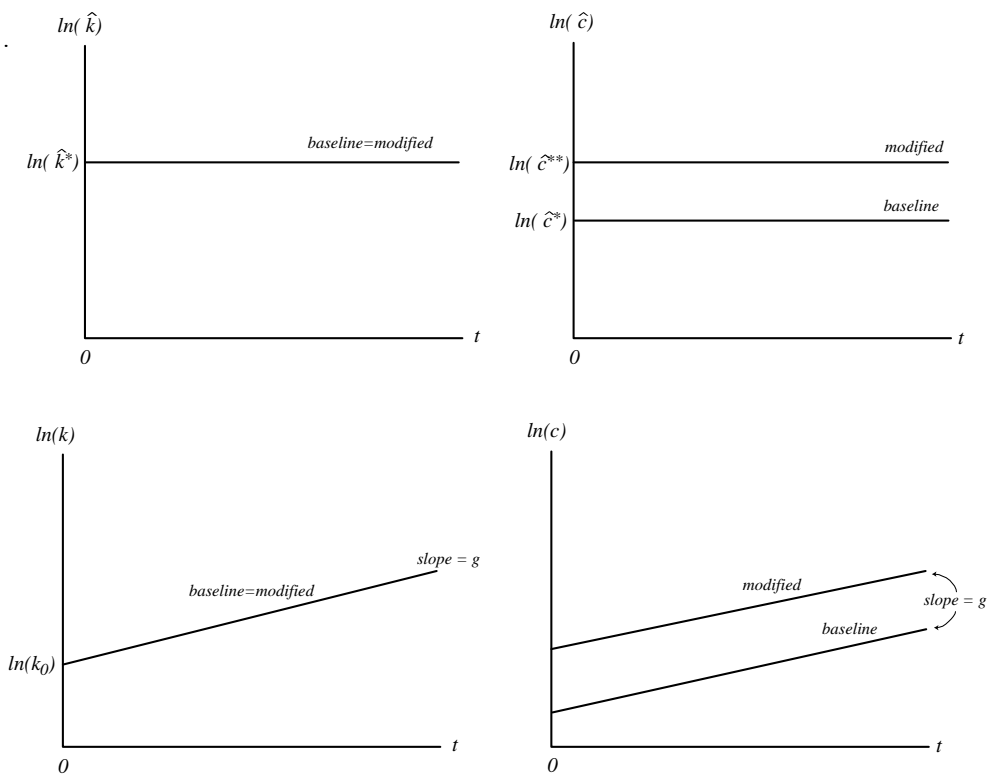 .
ln( k̂)
baseline=modified
ln( k̂*)
t
0
ln( ĉ)
modified
ln( ĉ**)
baseline
ln( ĉ*)
t
0
ln(k)
slope = g
baseline=modified
ln(k₀)
t
0
ln(c)
modified
slope = g
baseline
t
0